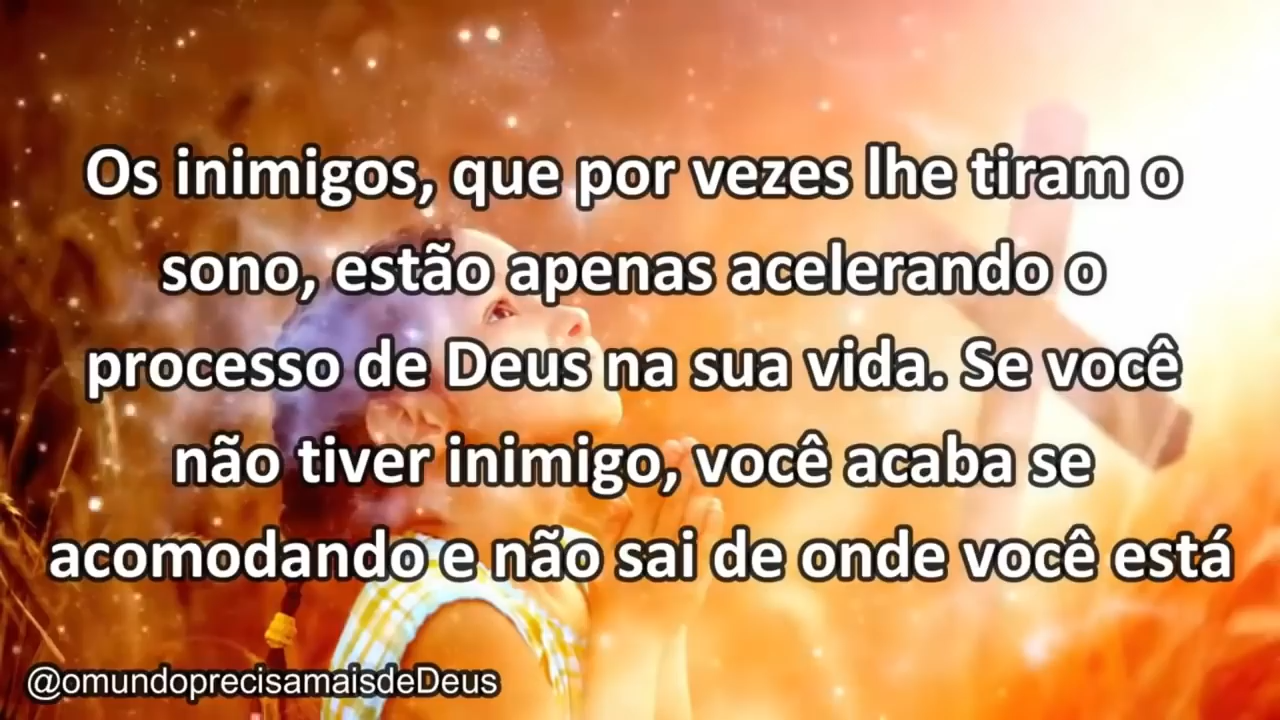 Os inimigos, que por vezes lhe tiram o
sono, estão apenas acelerando o
processo de Deus na sua vida. Se você
não tiver inimigo, você acaba se
acomodando e não sai de onde você está
@omundoprecisamaisdeDeus